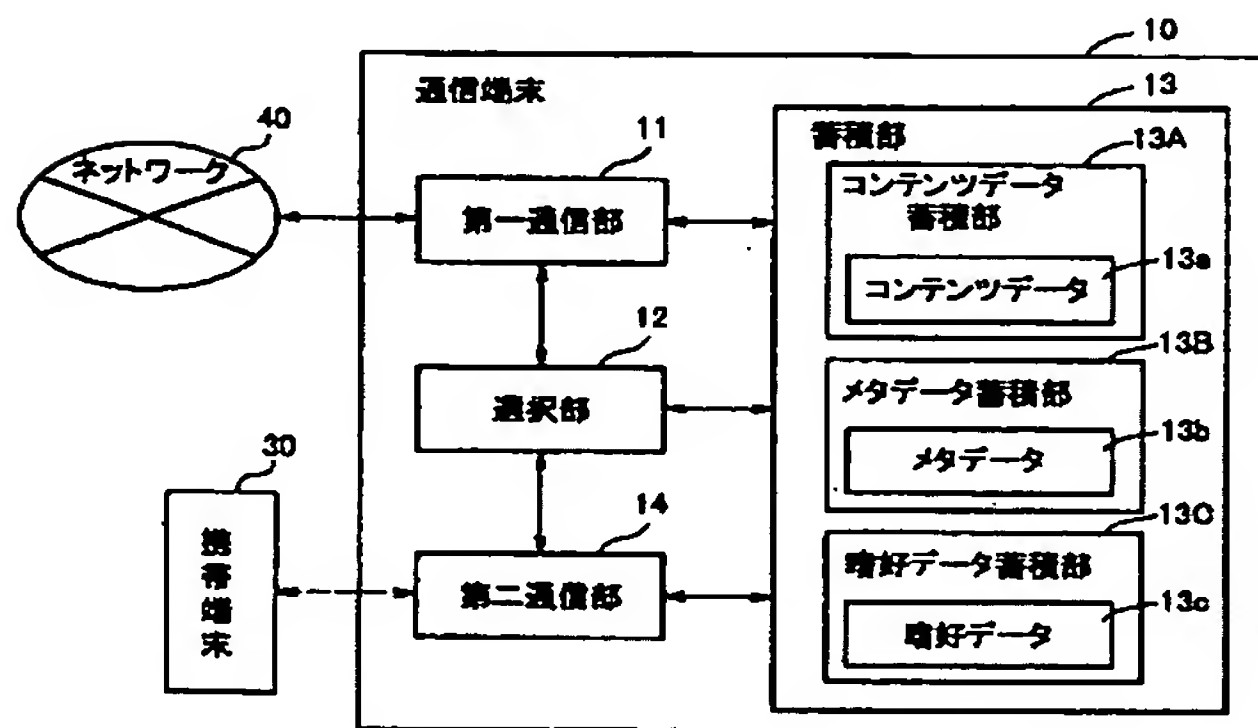 10
通信端末
13
蓄積部
40
ネットワーク
11
第一通信部
13A
コンテンツデータ
蓄積部
13a
コンテンツデータ
12
選択部
13B
メタデータ蓄積部
13b
メタデータ
30
携帯端末
14
第二通信部
13C
嗜好データ蓄積部
13c
嗜好データ